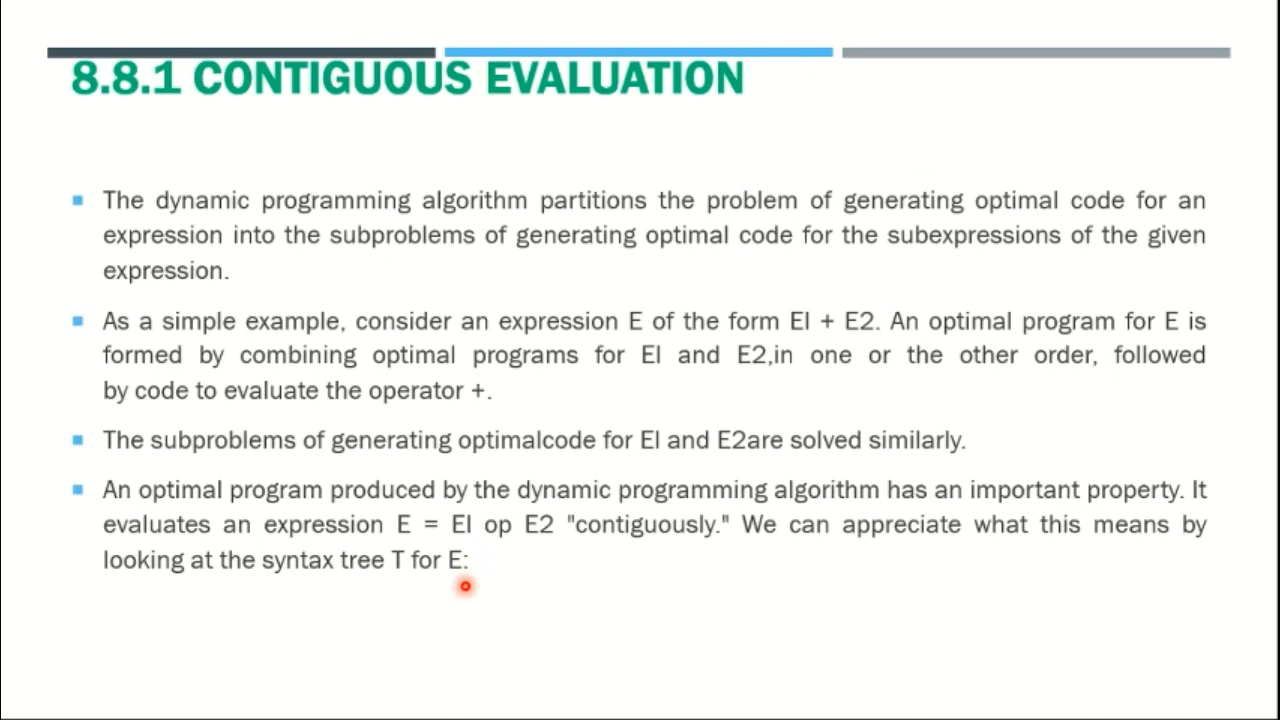 8.8.1 CONTIGUOUS EVALUATION
The dynamic programming algorithm partitions the problem of generating optimal code for an
expression into the subproblems of generating optimal code for the subexpressions of the given
expression.
As a simple example, consider an expression E of the form El + E2. An optimal program for E is
formed by combining optimal programs for El and E2,in one or the other order, followed
by code to evaluate the operator +.
The subproblems of generating optimalcode for El and E2are solved similarly.
An optimal program produced by the dynamic programming algorithm has an important property. It
evaluates an expression E = El op E2 "contiguously." We can appreciate what this means by
looking at the syntax tree T for E: